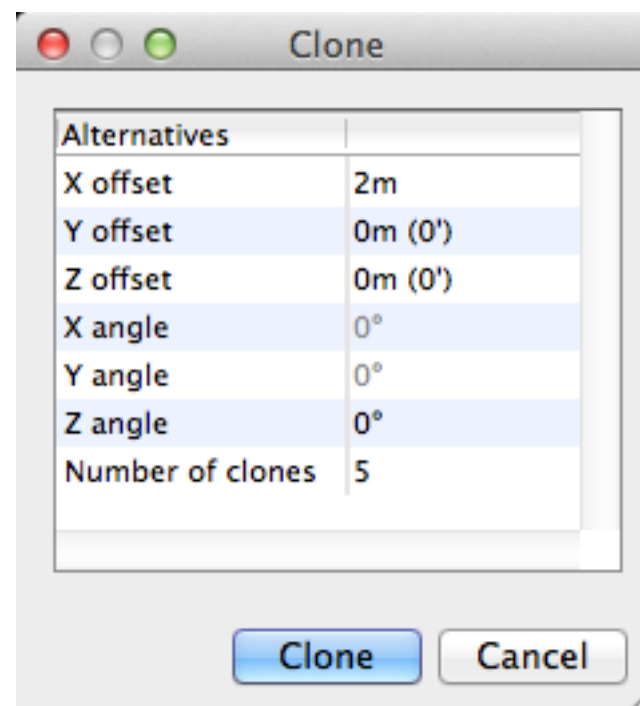 Clone
Alternatives
X offset 2m
Y offset 0m (0')
Z offset 0m (0')
X angle 0°
Y angle 0°
Z angle 0°
Number of clones 5
Clone Cancel